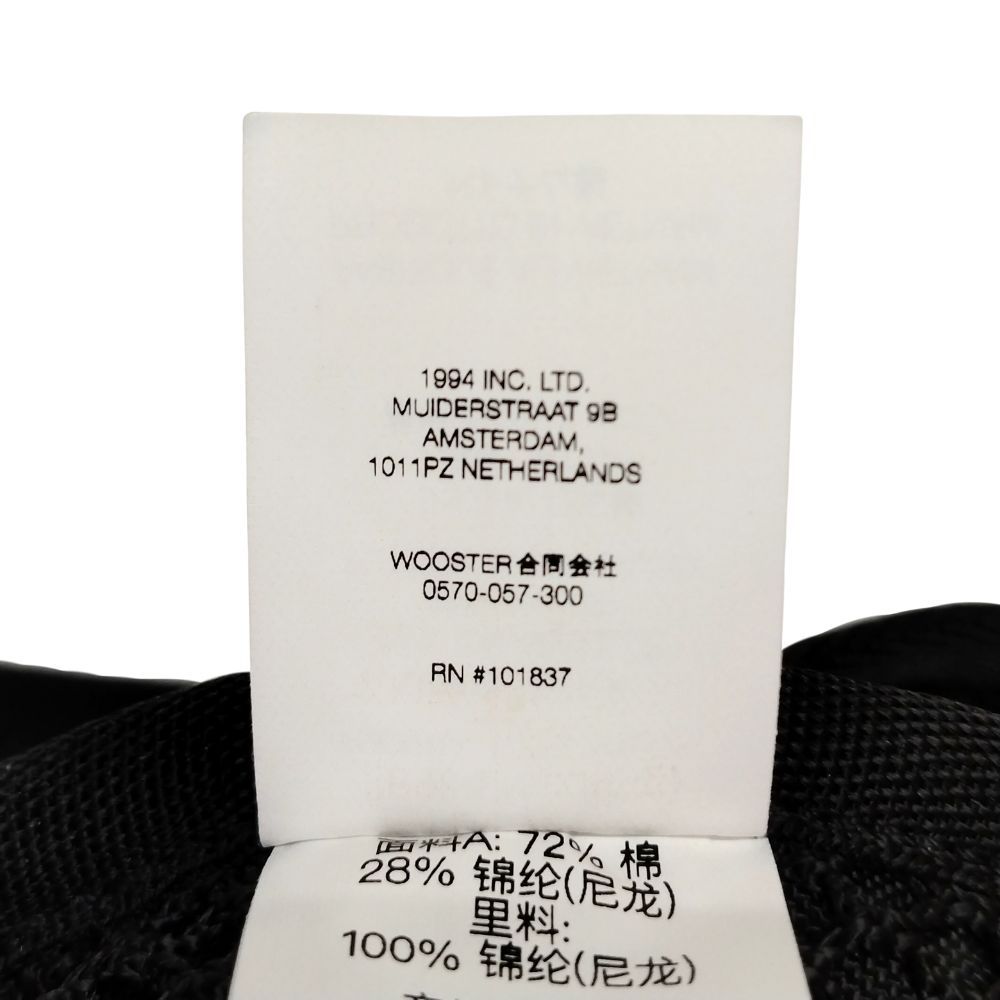 1994 INC. LTD.
MUIDERSTRAAT 9B
AMSTERDAM,
1011PZ NETHERLANDS
WOOSTER合同会社
0570-057-300
RN #101837
面料A: 72% 棉
28% 锦纶(尼龙)
里料:
100% 锦纶(尼龙)